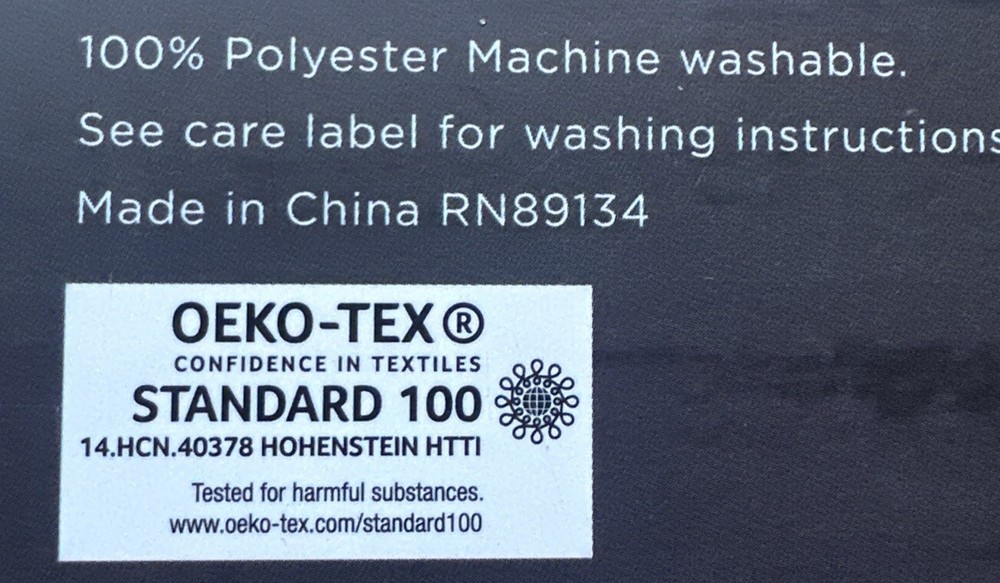 100% Polyester Machine washable.
See care label for washing instructions
Made in China RN89134
OEKO-TEX®
CONFIDENCE IN TEXTILES
STANDARD 100
14.HCN.40378 HOHENSTEIN HTTI
Tested for harmful substances.
www.oeko-tex.com/standard100